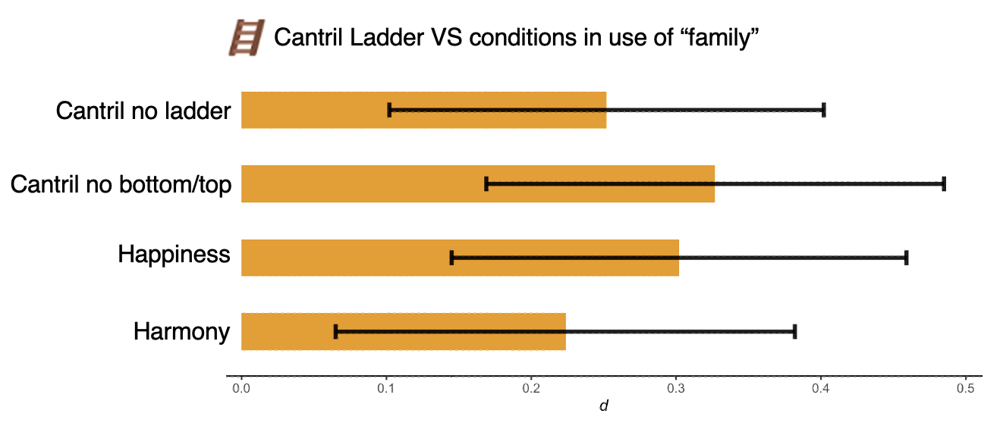 Cantril Ladder VS conditions in use of “family”
Cantril no ladder
Cantril no bottom/top
Happiness
Harmony
0.0 0.1 0.2 0.3 0.4 0.5
d